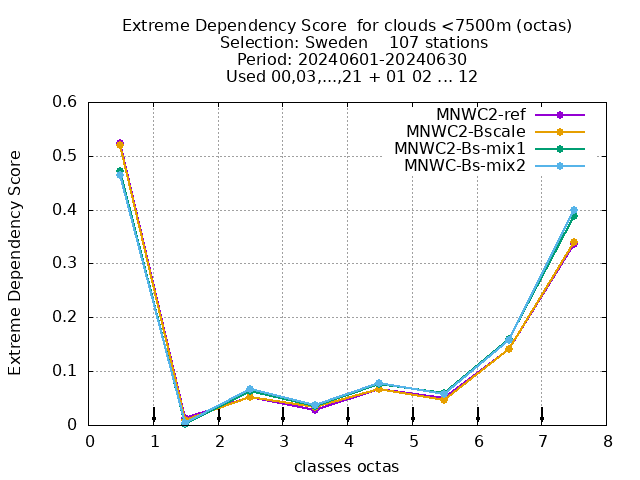 Extreme Dependency Score  for clouds <7500m (octas)
Selection: Sweden    107 stations
Period: 20240601-20240630
Used 00,03,...,21 + 01 02 ... 12
MNWC2-ref
MNWC2-Bscale
MNWC2-Bs-mix1
MNWC-Bs-mix2
Extreme Dependency Score
0.6
0.5
0.4
0.3
0.2
0.1
0
0 1 2 3 4 5 6 7 8
classes octas